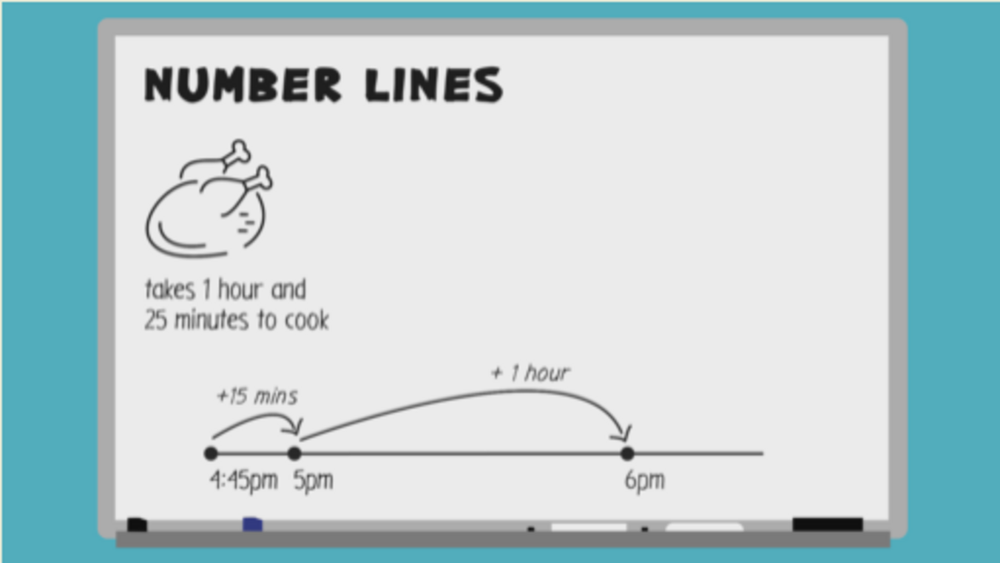 NUMBER LINES
takes 1 hour and
25 minutes to cook
+ 1 hour
+15 mins
4:45pm 5pm 6pm